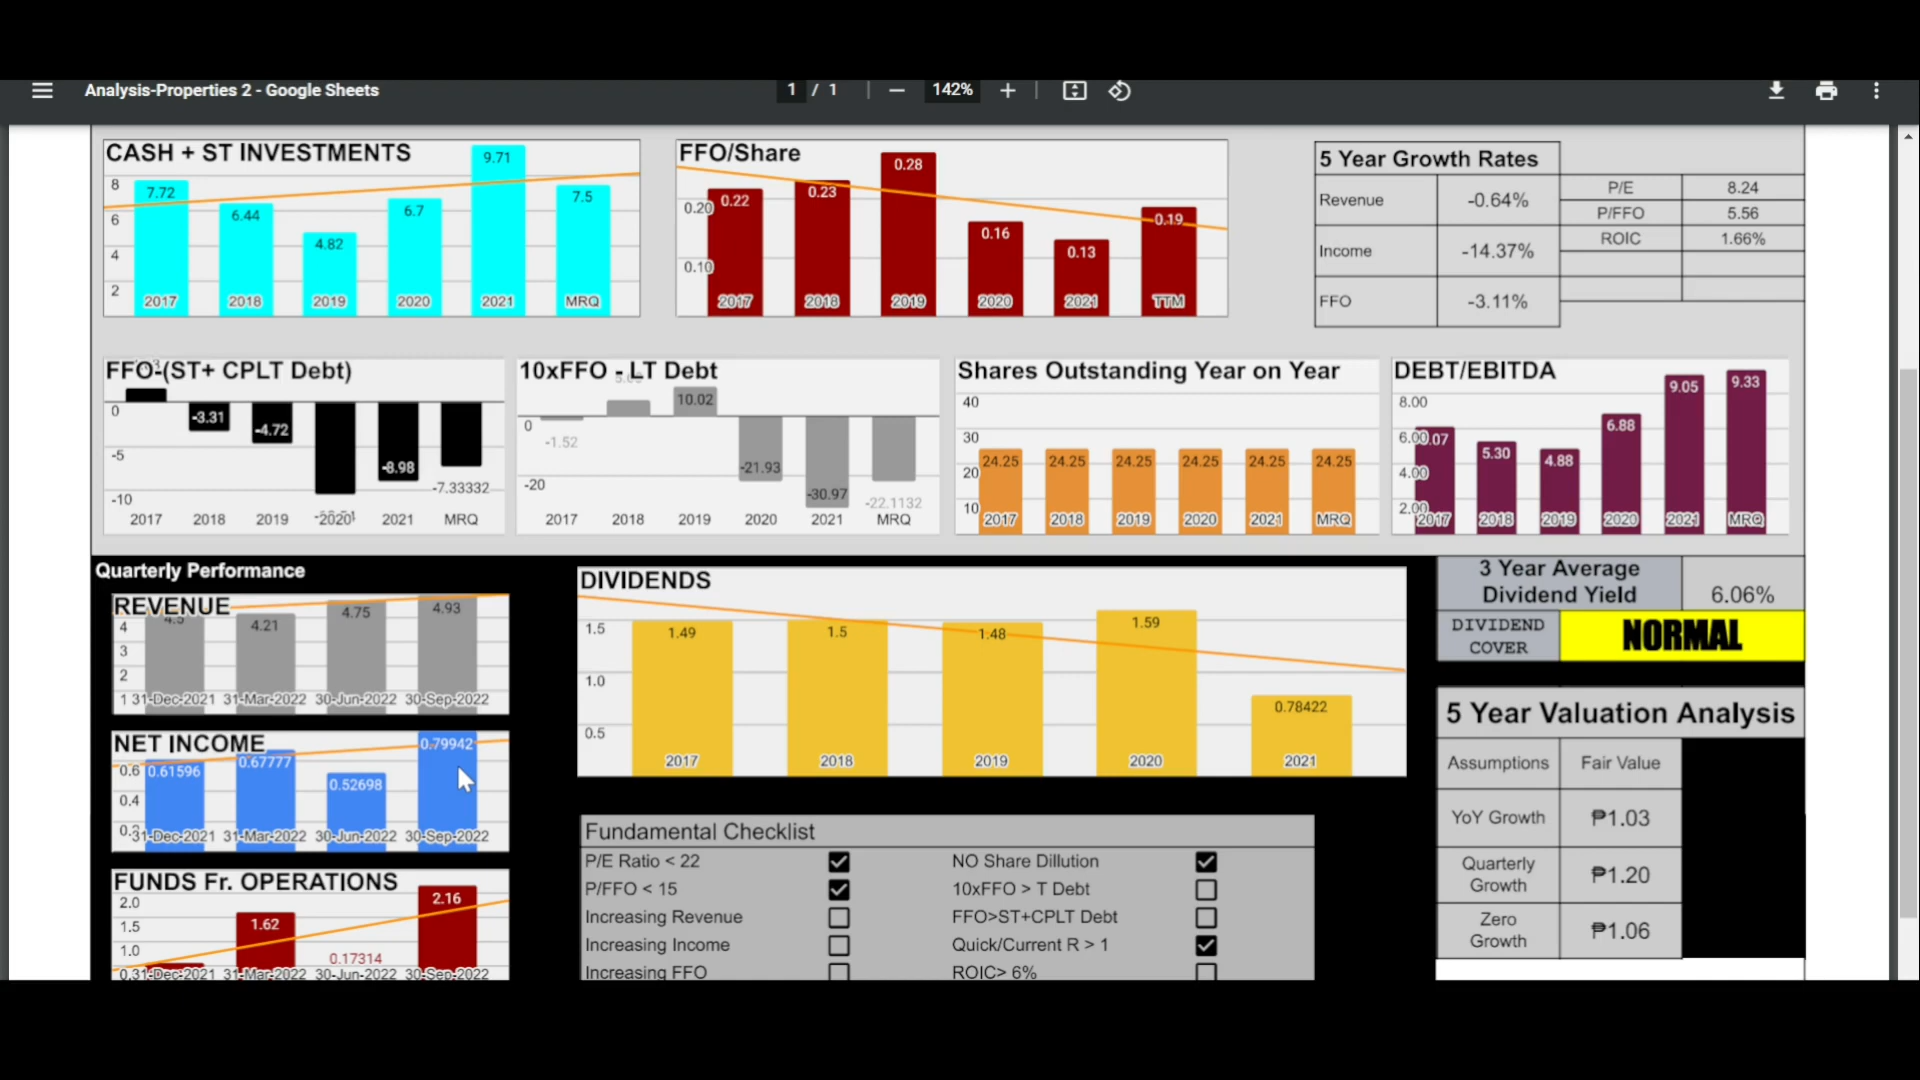 Analysis-Properties 2 - Google Sheets
1 / 1
142%
CASH + ST INVESTMENTS
8
6
4
2
7.72
6.44
4.82
6.7
9.71
7.5
2017
2018
2019
2020
2021
MRQ
FFO/Share
0.20
0.10
0.22
0.23
0.28
0.16
0.13
0.19
2017
2018
2019
2020
2021
TTM
5 Year Growth Rates
Revenue
-0.64%
Income
-14.37%
FFO
-3.11%
P/E
8.24
P/FFO
5.56
ROIC
1.66%
FFO-(ST+ CPLT Debt)
0
-5
-10
-3.31
-4.72
-8.98
-7.33332
2017
2018
2019
2020
2021
MRQ
10xFFO - LT Debt
0
-20
-1.52
10.02
-21.93
-30.97
-22.1132
2017
2018
2019
2020
2021
MRQ
Shares Outstanding Year on Year
40
30
20
10
24.25
24.25
24.25
24.25
24.25
24.25
2017
2018
2019
2020
2021
MRQ
DEBT/EBITDA
8.00
6.00
4.00
2.00
5.30
4.88
6.88
9.05
9.33
2017
2018
2019
2020
2021
MRQ
Quarterly Performance
REVENUE
4
3
2
1
4.21
4.75
4.93
31-Dec-2021
31-Mar-2022
30-Jun-2022
30-Sep-2022
NET INCOME
0.6
0.4
0.61596
0.67777
0.52698
0.79942
31-Dec-2021
31-Mar-2022
30-Jun-2022
30-Sep-2022
FUNDS Fr. OPERATIONS
2.0
1.5
1.0
1.62
0.17314
2.16
31-Dec-2021
31-Mar-2022
30-Jun-2022
30-Sep-2022
DIVIDENDS
1.5
1.0
0.5
1.49
1.5
1.48
1.59
0.78422
2017
2018
2019
2020
2021
Fundamental Checklist
P/E Ratio < 22
P/FFO < 15
Increasing Revenue
Increasing Income
Increasing FFO
NO Share Dillution
10xFFO > T Debt
FFO>ST+CPLT Debt
Quick/Current R > 1
ROIC> 6%
3 Year Average
Dividend Yield
6.06%
DIVIDEND
COVER
NORMAL
5 Year Valuation Analysis
Assumptions
Fair Value
YoY Growth
₱1.03
Quarterly
Growth
₱1.20
Zero
Growth
₱1.06